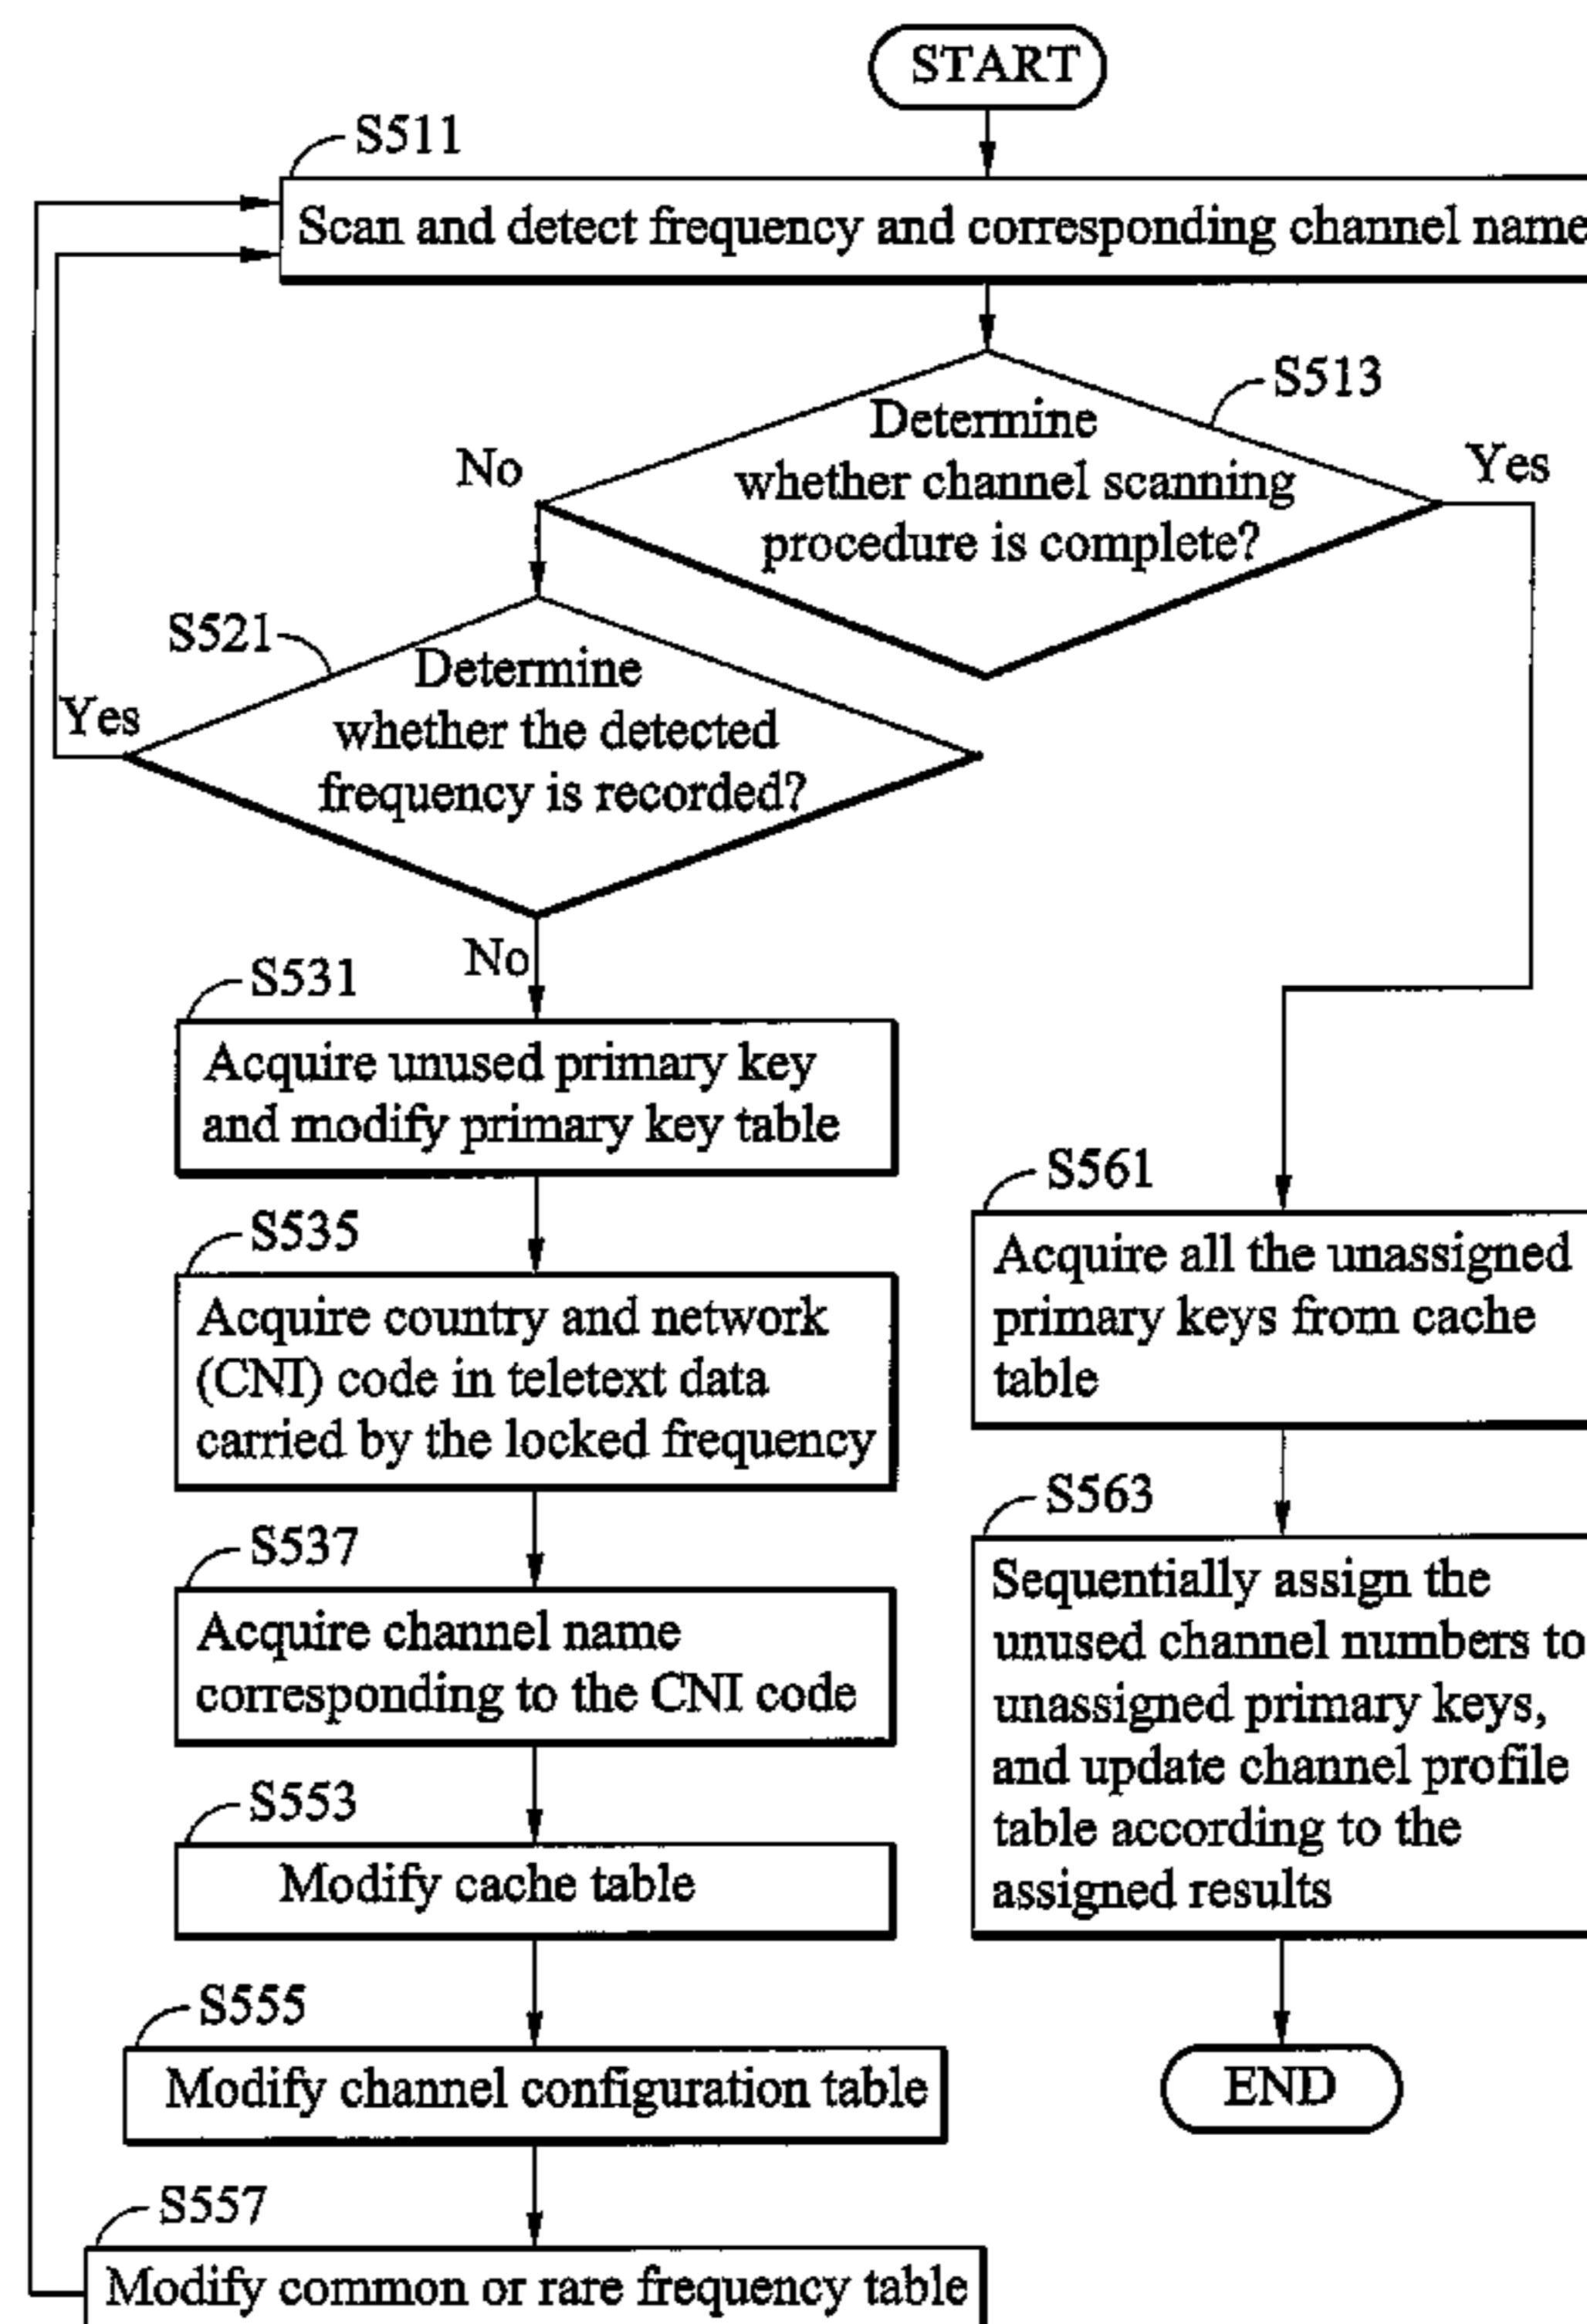 START
S511
Scan and detect frequency and corresponding channel name
S513
Determine
whether channel scanning
procedure is complete?
No
Yes
S521
Determine
whether the detected
frequency is recorded?
Yes
No
S531
Acquire unused primary key
and modify primary key table
S535
Acquire country and network
(CNI) code in teletext data
carried by the locked frequency
S537
Acquire channel name
corresponding to the CNI code
S553
Modify cache table
S555
Modify channel configuration table
S557
Modify common or rare frequency table
S561
Acquire all the unassigned
primary keys from cache
table
S563
Sequentially assign the
unused channel numbers to
unassigned primary keys,
and update channel profile
table according to the
assigned results
END